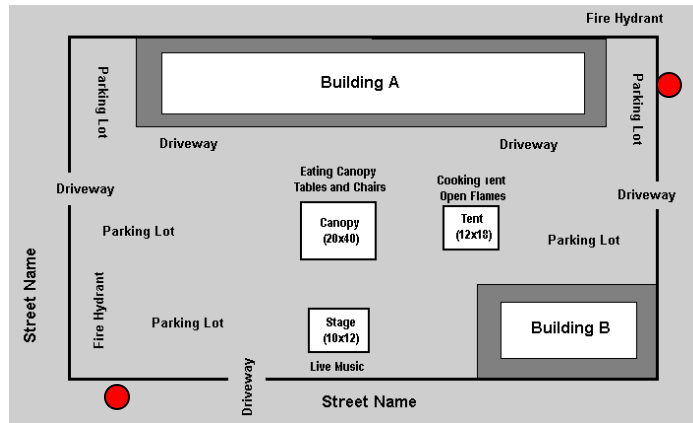 Fire Hydrant
Building A
Parking Lot
Parking Lot
Driveway
Driveway
Eating Canopy
Tables and Chairs
Cooking Tent
Open Flames
Driveway
Driveway
Canopy
(20x40)
Tent
(12x18)
Parking Lot
Parking Lot
Street Name
Fire Hydrant
Parking Lot
Stage
(10x12)
Building B
Live Music
Driveway
Street Name